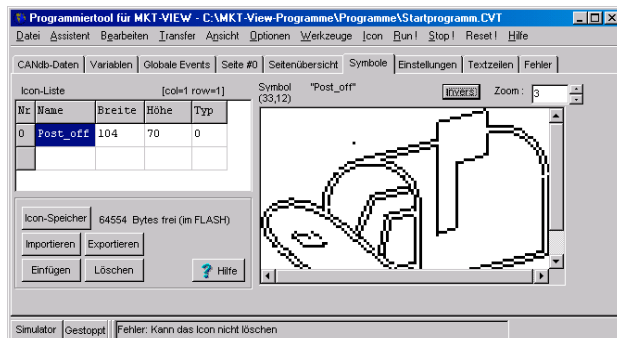 Programmiertool für MKT-VIEW - C:\MKT-View-Programme\Programme\Startprogramm.CVT
Datei Assistent Bearbeiten Transfer Ansicht Optionen Werkzeuge Icon Run! Stop! Reset! Hilfe
CANdb-Daten Variablen Globale Events Seite #0 Seitenübersicht Symbole Einstellungen Textzeilen Fehler
Icon-Liste [col=1 row=1]
Symbol "Post_off" Invers Zoom: 3
(33,12)
Nr Name Breite Höhe Typ
0 Post_off 104 70 0
Icon-Speicher 64554 Bytes frei (im FLASH)
Importieren Exportieren
Einfügen Löschen ? Hilfe
Simulator Gestoppt Fehler: Kann das Icon nicht löschen